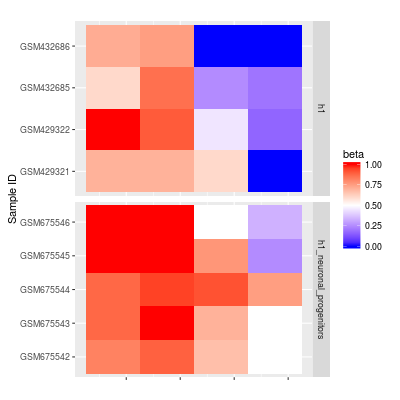 GSM432686
GSM432685
GSM429322
GSM429321
h1
GSM675546
GSM675545
GSM675544
GSM675543
GSM675542
h1_neuronal_progenitors
Sample ID
beta
1.00
0.75
0.50
0.25
0.00